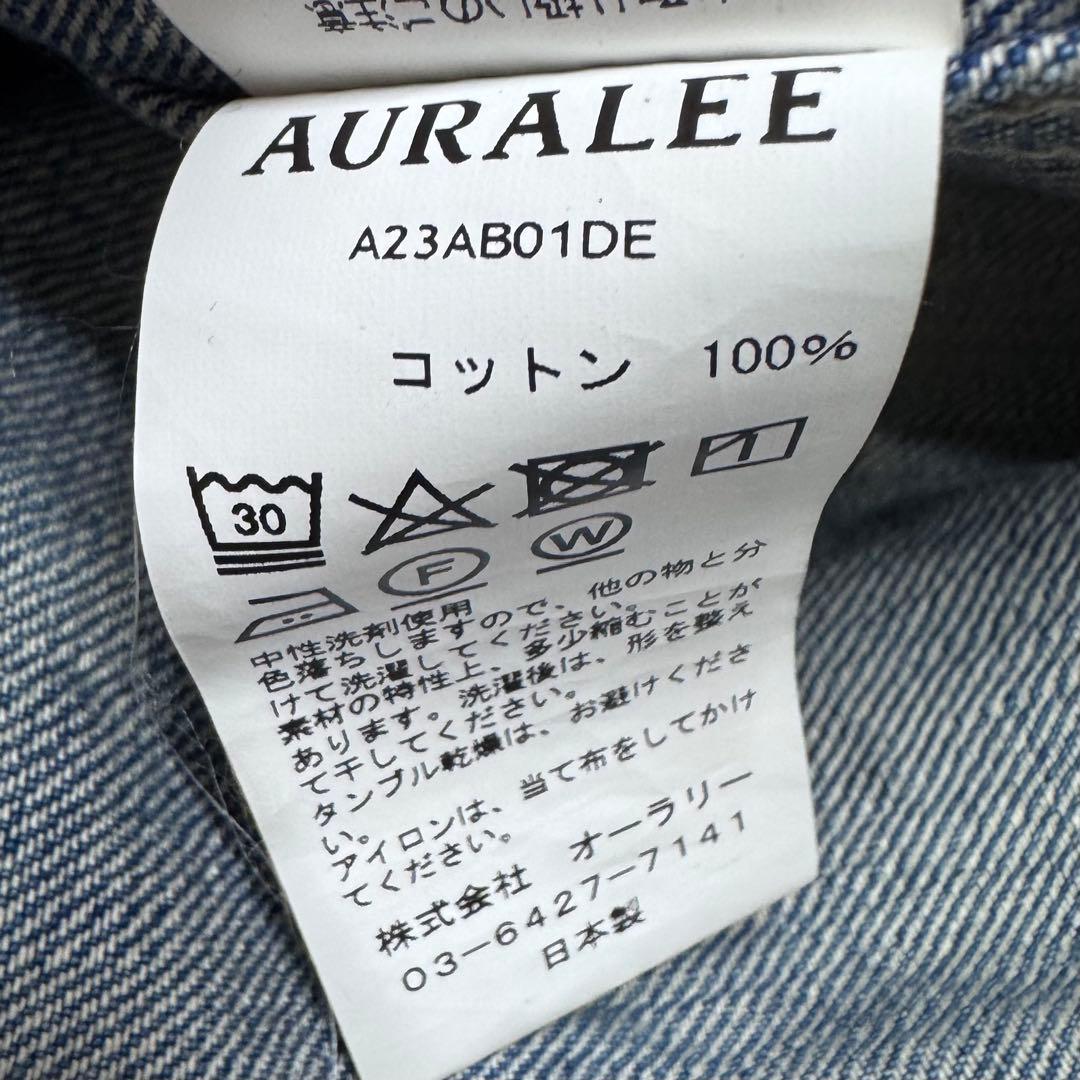 AURALEE
A23AB01DE
コットン 100%
30
F
W
中性洗剤使用
色落ちしますので、他の物と分
けて洗濯してください。
素材の特性上、多少縮むことが
あります。洗濯後は、形を整え
て干してください。
タンブル乾燥は、お避けくださ
い。
アイロンは、当て布をしてかけ
てください。
株式会社 オーラリー
03-6427-7141
日本製